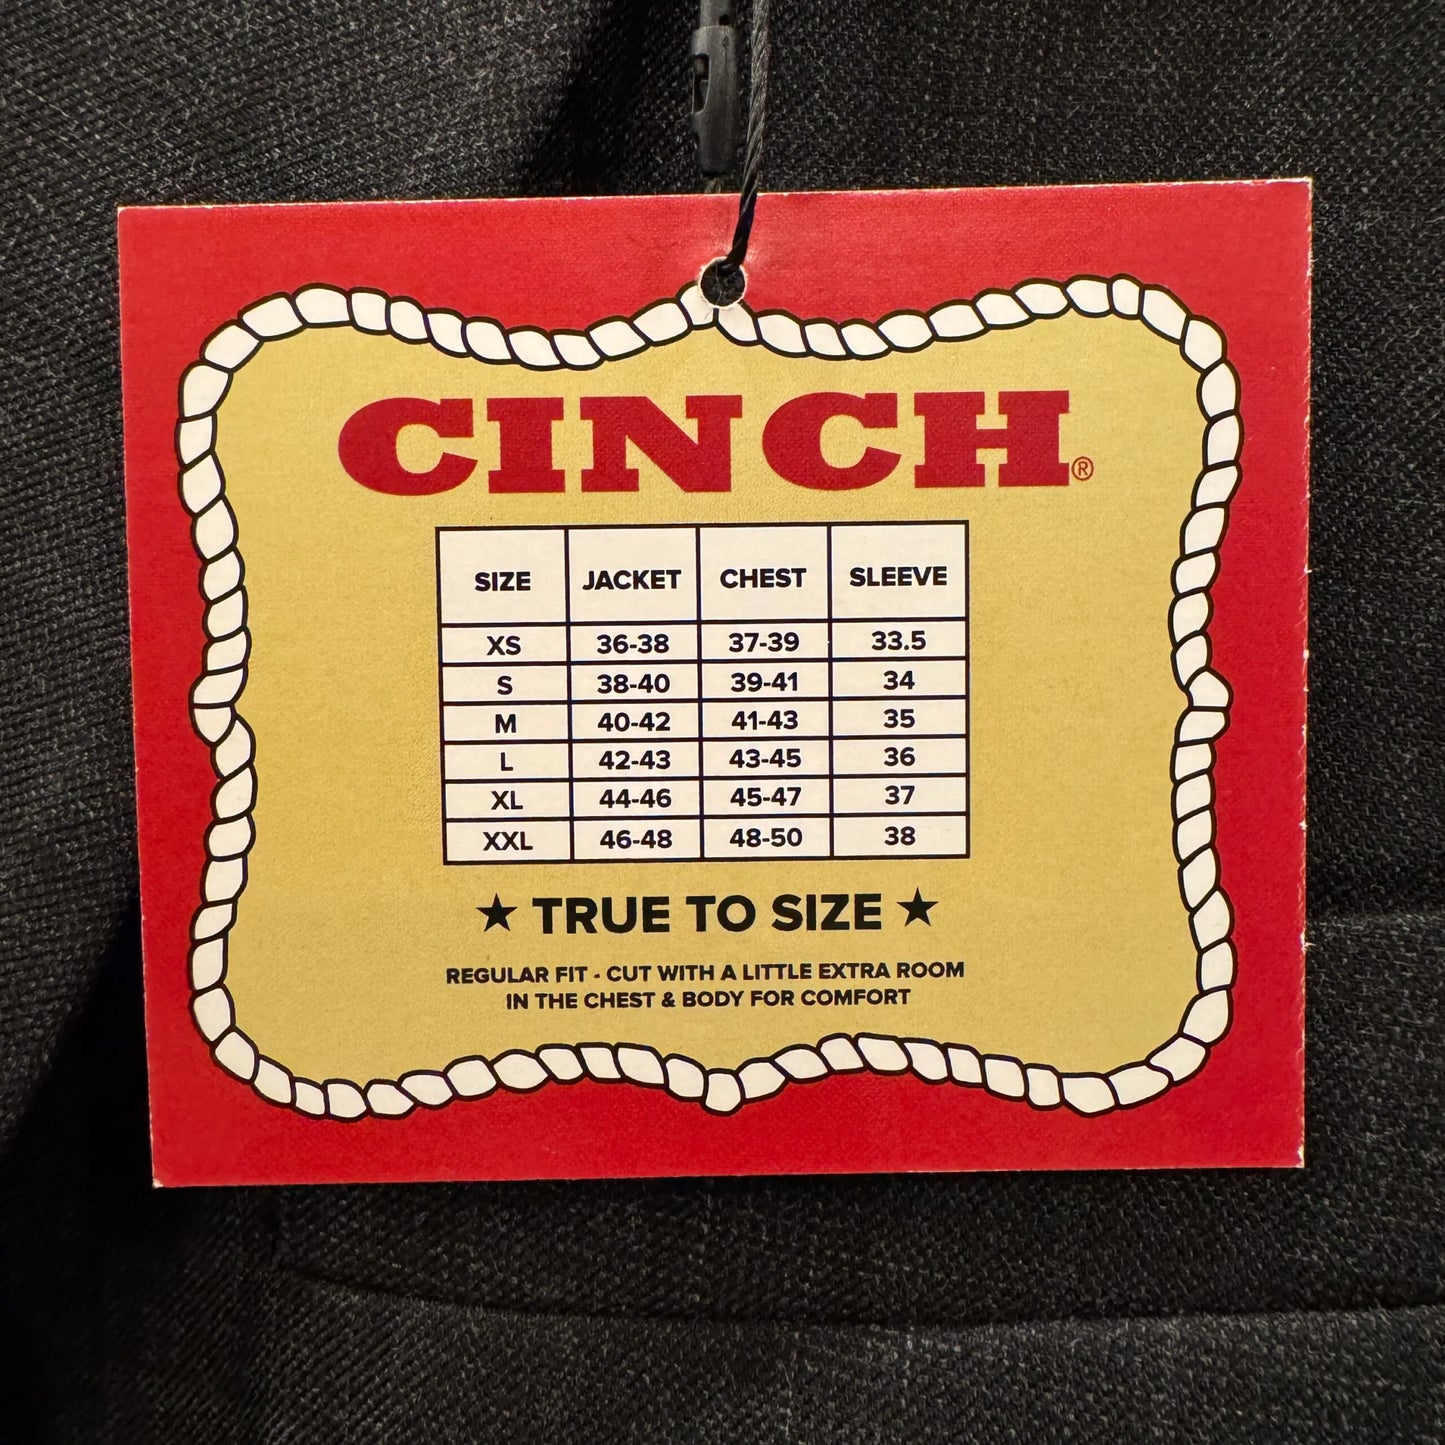 CINCH®
SIZE JACKET CHEST SLEEVE
XS 36-38 37-39 33.5
S 38-40 39-41 34
M 40-42 41-43 35
L 42-43 43-45 36
XL 44-46 45-47 37
XXL 46-48 48-50 38
★ TRUE TO SIZE ★
REGULAR FIT - CUT WITH A LITTLE EXTRA ROOM
IN THE CHEST & BODY FOR COMFORT